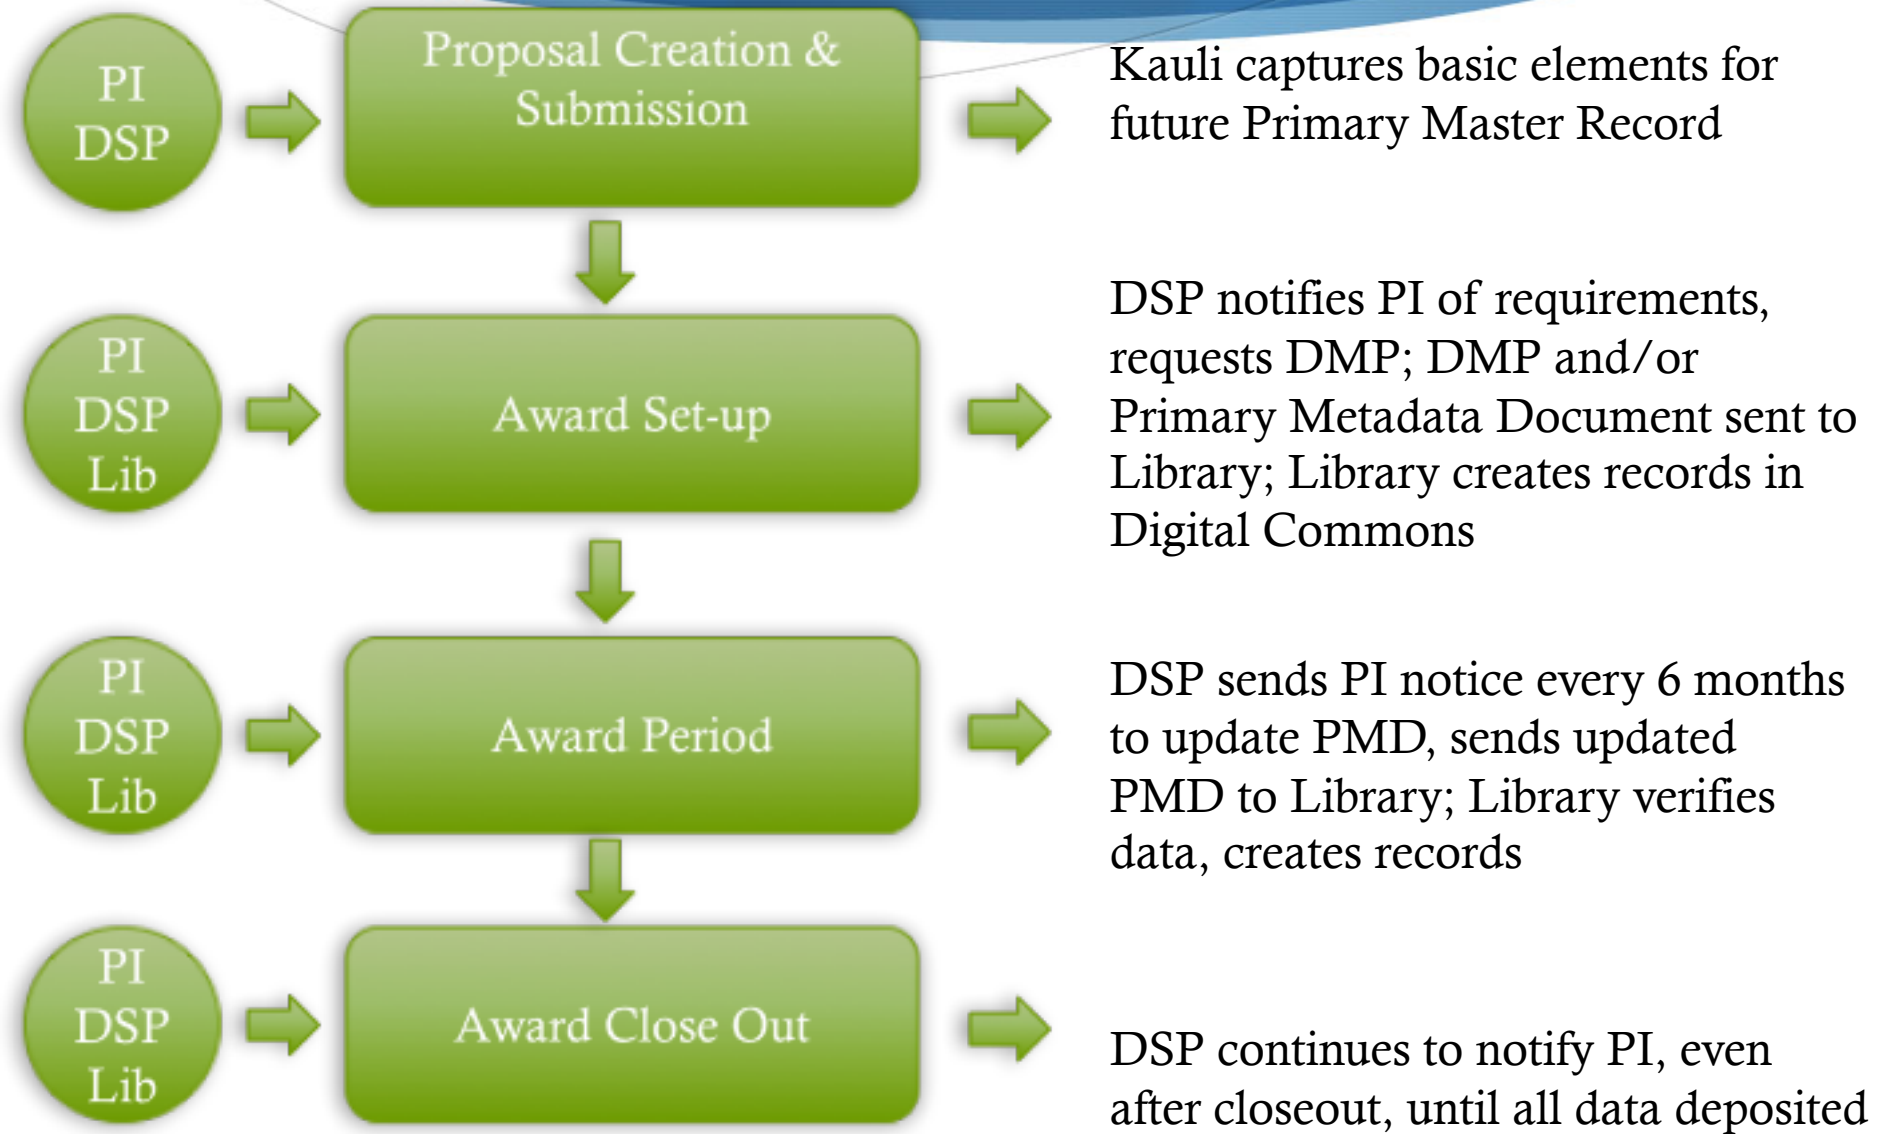 PI
DSP
Proposal Creation &
Submission
Kauli captures basic elements for
future Primary Master Record
PI
DSP
Lib
Award Set-up
DSP notifies PI of requirements,
requests DMP; DMP and/or
Primary Metadata Document sent to
Library; Library creates records in
Digital Commons
PI
DSP
Lib
Award Period
DSP sends PI notice every 6 months
to update PMD, sends updated
PMD to Library; Library verifies
data, creates records
PI
DSP
Lib
Award Close Out
DSP continues to notify PI, even
after closeout, until all data deposited